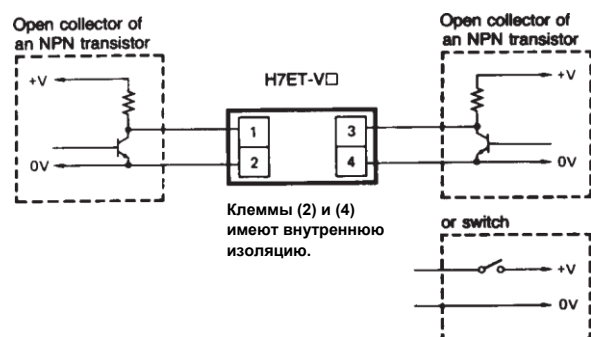 Open collector of
an NPN transistor
+V
0V
H7ET-V□
1
2
3
4
Клеммы (2) и (4)
имеют внутреннюю
изоляцию.
Open collector of
an NPN transistor
+V
0V
or switch
+V
0V